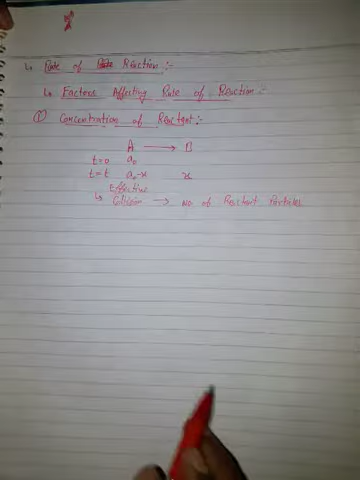 ↳ Rate of Reaction :-
↳ Factors Affecting Rate of Reaction :-
① Concentration of Reactant :-
A ⟶ B
t=0 a₀
t=t a₀-x x
Effective
↳ Collision → No of Reactant Particles